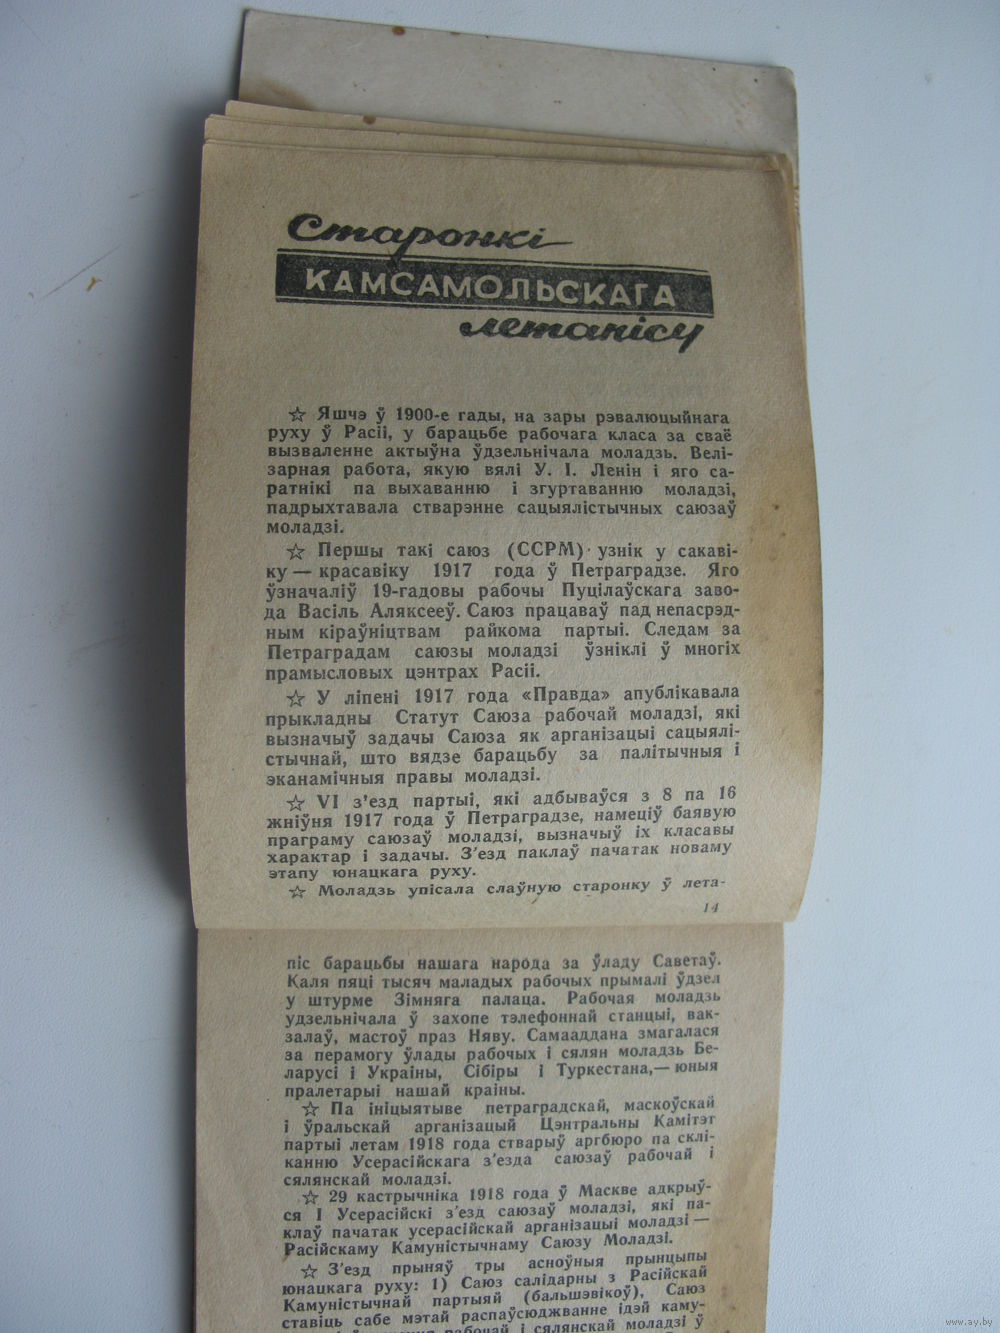 Старонкі
КАМСАМОЛЬСКАГА
летапісу
☆ Яшчэ ў 1900-е гады, на зары рэвалюцыйнага
руху ў Расіі, у барацьбе рабочага класа за сваё
вызваленне актыўна ўдзельнічала моладзь. Велі-
зарная работа, якую вялі У. І. Ленін і яго са-
ратнікі па выхаванню і згуртаванню моладзі,
падрыхтавала стварэнне сацыялістычных саюзаў
моладзі.
☆ Першы такі саюз (ССРМ) узнік у сакаві-
ку — красавіку 1917 года ў Петраградзе. Яго
ўзначаліў 19-гадовы рабочы Пуцілаўскага заво-
да Васіль Аляксееў. Саюз працаваў пад непасрэд-
ным кіраўніцтвам райкома партыі. Следам за
Петраградам саюзы моладзі ўзніклі ў многіх
прамысловых цэнтрах Расіі.
☆ У ліпені 1917 года «Правда» апублікавала
прыкладны Статут Саюза рабочай моладзі, які
вызначыў задачы Саюза як арганізацыі сацыялі-
стычнай, што вядзе барацьбу за палітычныя і
эканамічныя правы моладзі.
☆ VI з'езд партыі, які адбываўся з 8 па 16
жніўня 1917 года ў Петраградзе, намеціў баявую
праграму саюзаў моладзі, вызначыў іх класавы
характар і задачы. З'езд паклаў пачатак новаму
этапу юнацкага руху.
☆ Моладзь упісала слаўную старонку ў лета-
14
піс барацьбы нашага народа за ўладу Саветаў.
Каля пяці тысяч маладых рабочых прымалі ўдзел
у штурме Зімняга палаца. Рабочая моладзь
удзельнічала ў захопе тэлефоннай станцыі, вак-
залаў, мастоў праз Няву. Самааддана змагалася
за перамогу ўлады рабочых і сялян моладзь Бе-
ларусі і Украіны, Сібіры і Туркестана,— юныя
пралетарыі нашай краіны.
☆ Па ініцыятыве петраградскай, маскоўскай
і ўральскай арганізацый Цэнтральны Камітэт
партыі летам 1918 года стварыў аргбюро па склі-
канню Усерасійскага з'езда саюзаў рабочай і
сялянскай моладзі.
☆ 29 кастрычніка 1918 года ў Маскве адкрыў-
ся І Усерасійскі з'езд саюзаў моладзі, які па-
клаў пачатак усерасійскай арганізацыі моладзі —
Расійскаму Камуністычнаму Саюзу Моладзі.
☆ З'езд прыняў тры асноўныя прынцыпы
юнацкага руху: 1) Саюз салідарны з Расійскай
Камуністычнай партыяй (бальшэвікоў), Саюз
ставіць сабе мэтай распаўсюджванне ідэй каму-
рабочай і сялянскай моладзі ў
www.ay.by